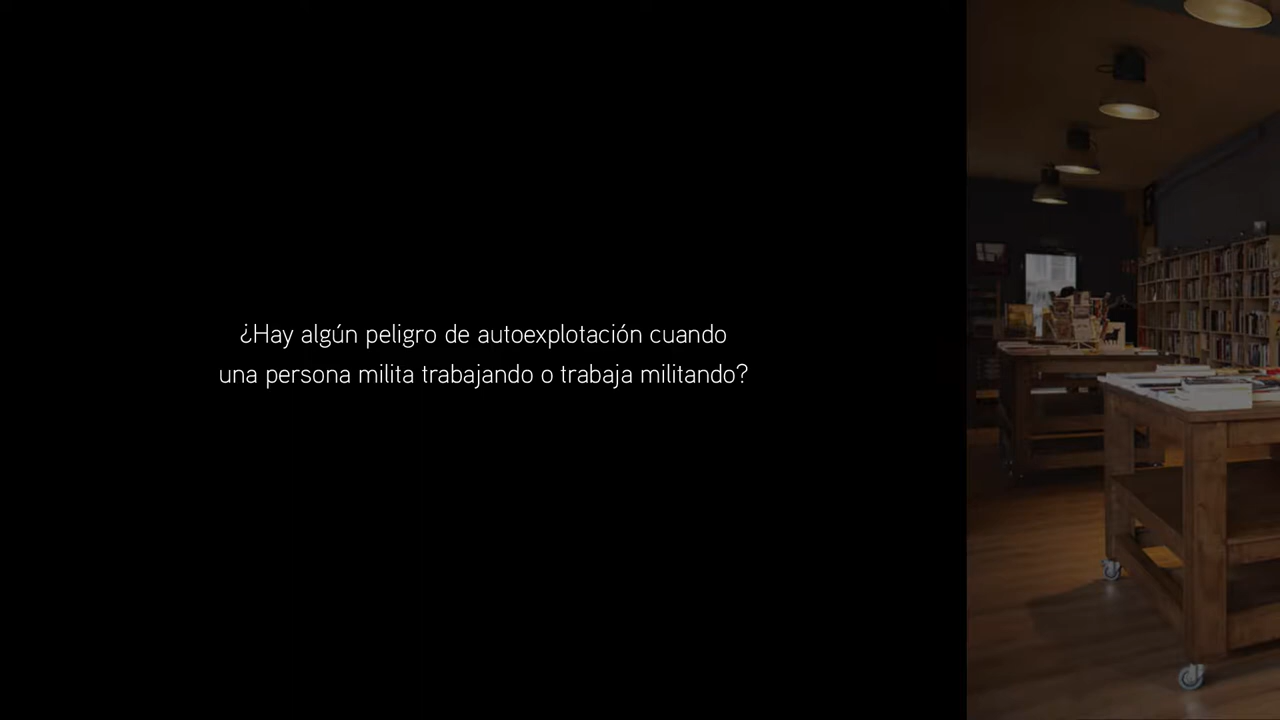 ¿Hay algún peligro de autoexplotación cuando
una persona milita trabajando o trabaja militando?